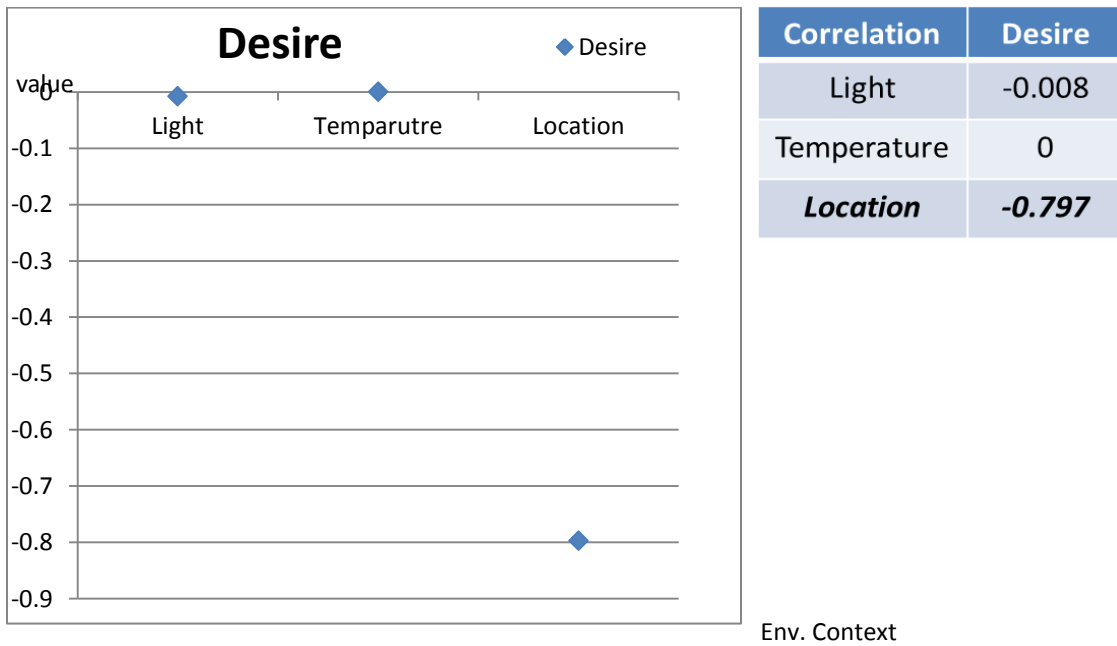 Desire
Desire
value
0
Light Temparutre Location
-0.1
-0.2
-0.3
-0.4
-0.5
-0.6
-0.7
-0.8
-0.9
Correlation Desire
Light -0.008
Temperature 0
Location -0.797
Env. Context